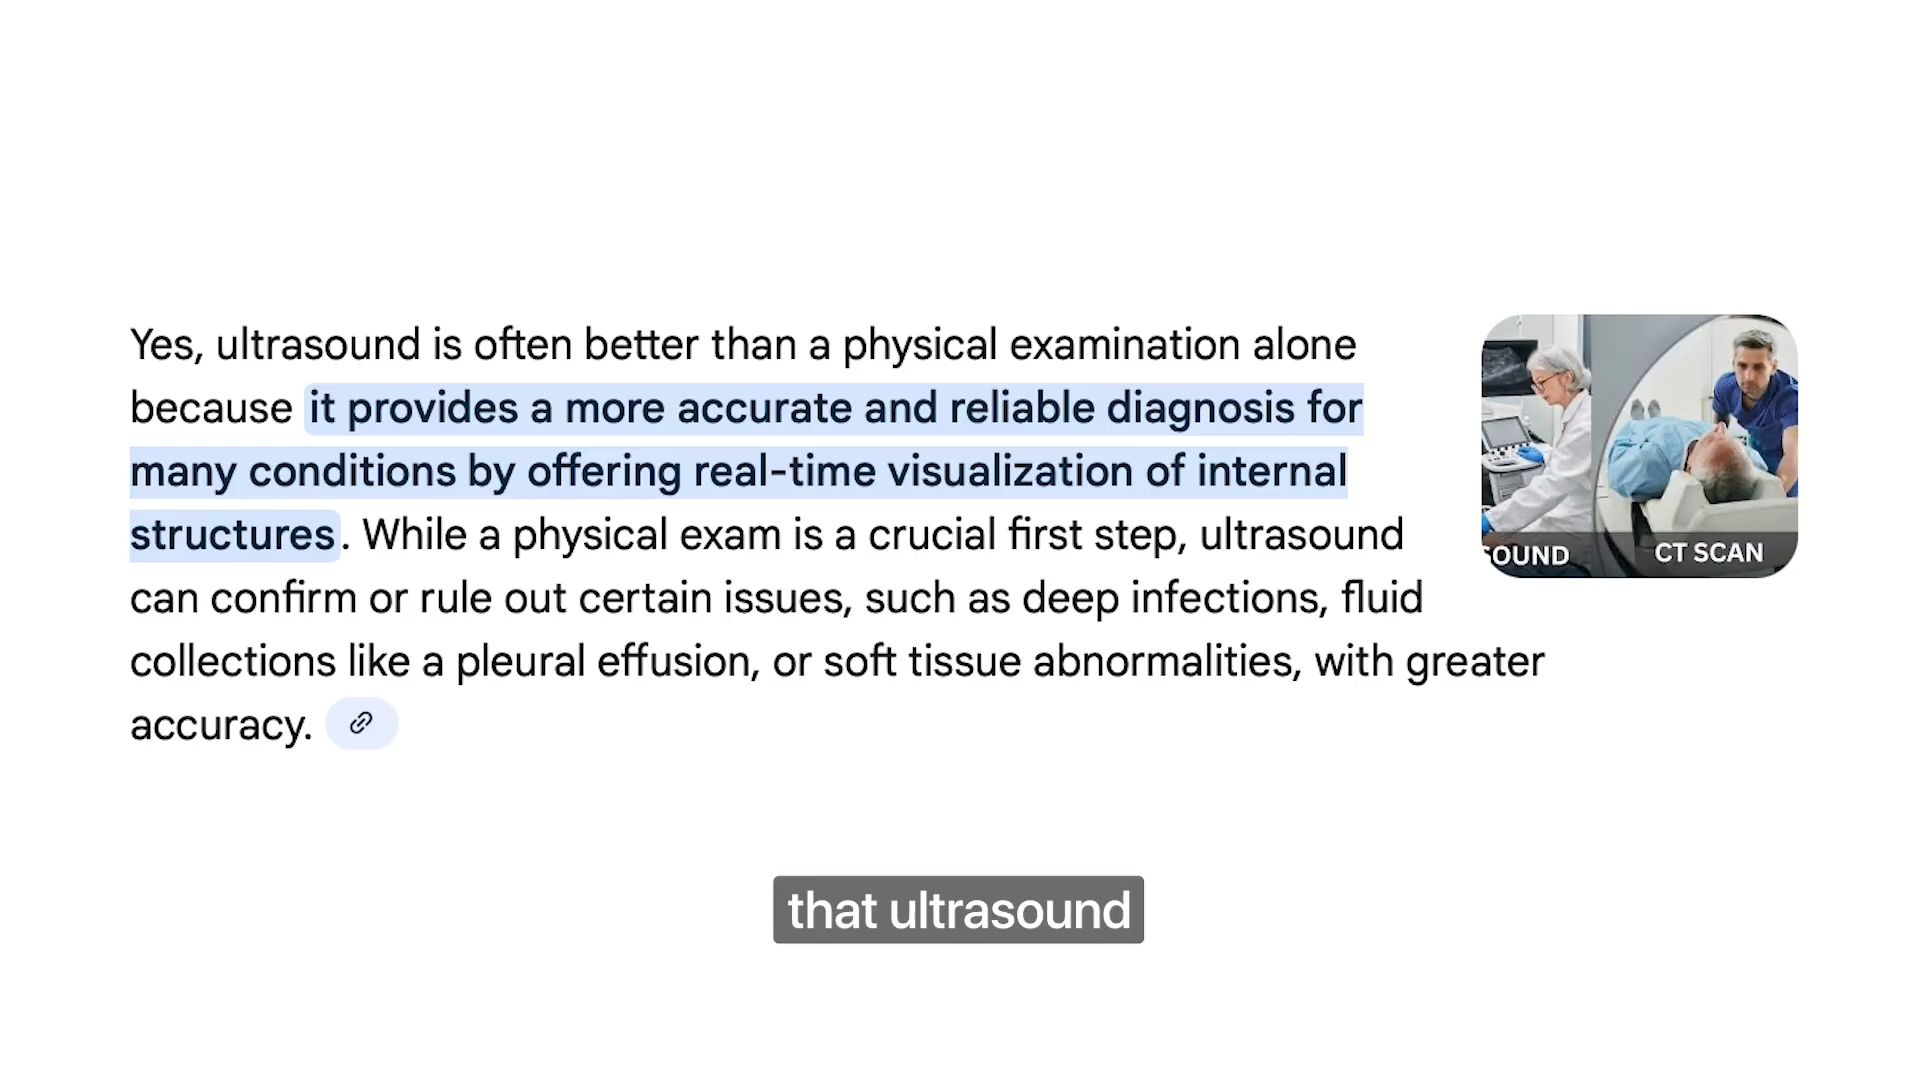 Yes, ultrasound is often better than a physical examination alone
because it provides a more accurate and reliable diagnosis for
many conditions by offering real-time visualization of internal
structures. While a physical exam is a crucial first step, ultrasound
can confirm or rule out certain issues, such as deep infections, fluid
collections like a pleural effusion, or soft tissue abnormalities, with greater
accuracy.
SOUND
CT SCAN
that ultrasound